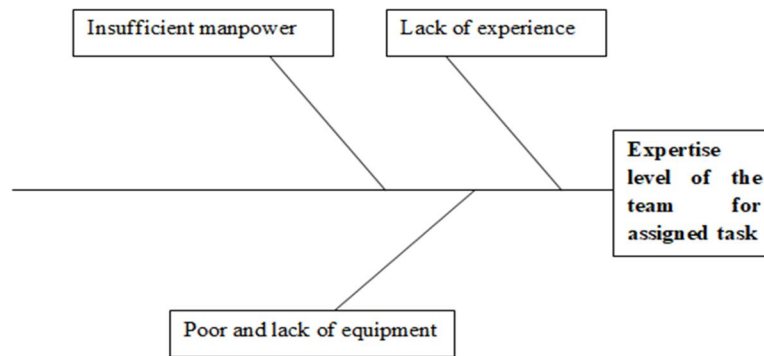 Insufficient manpower
Lack of experience
Expertise
level of the
team for
assigned task
Poor and lack of equipment